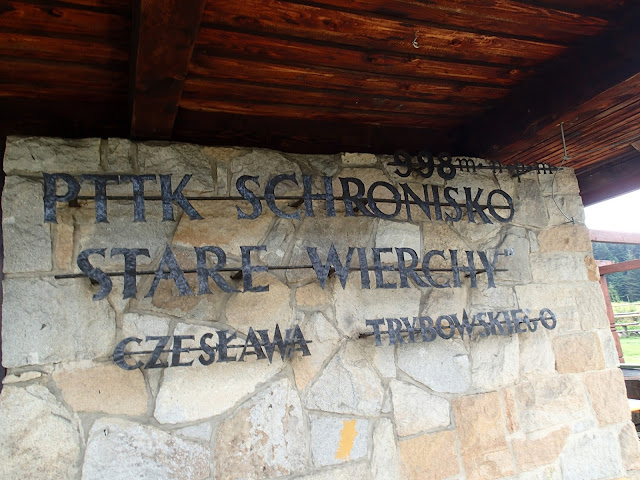 998 m n.p.m
PTTK SCHRONISKO
STARE WIERCHY"
CZESŁAWA TRYBOWSKIEGO